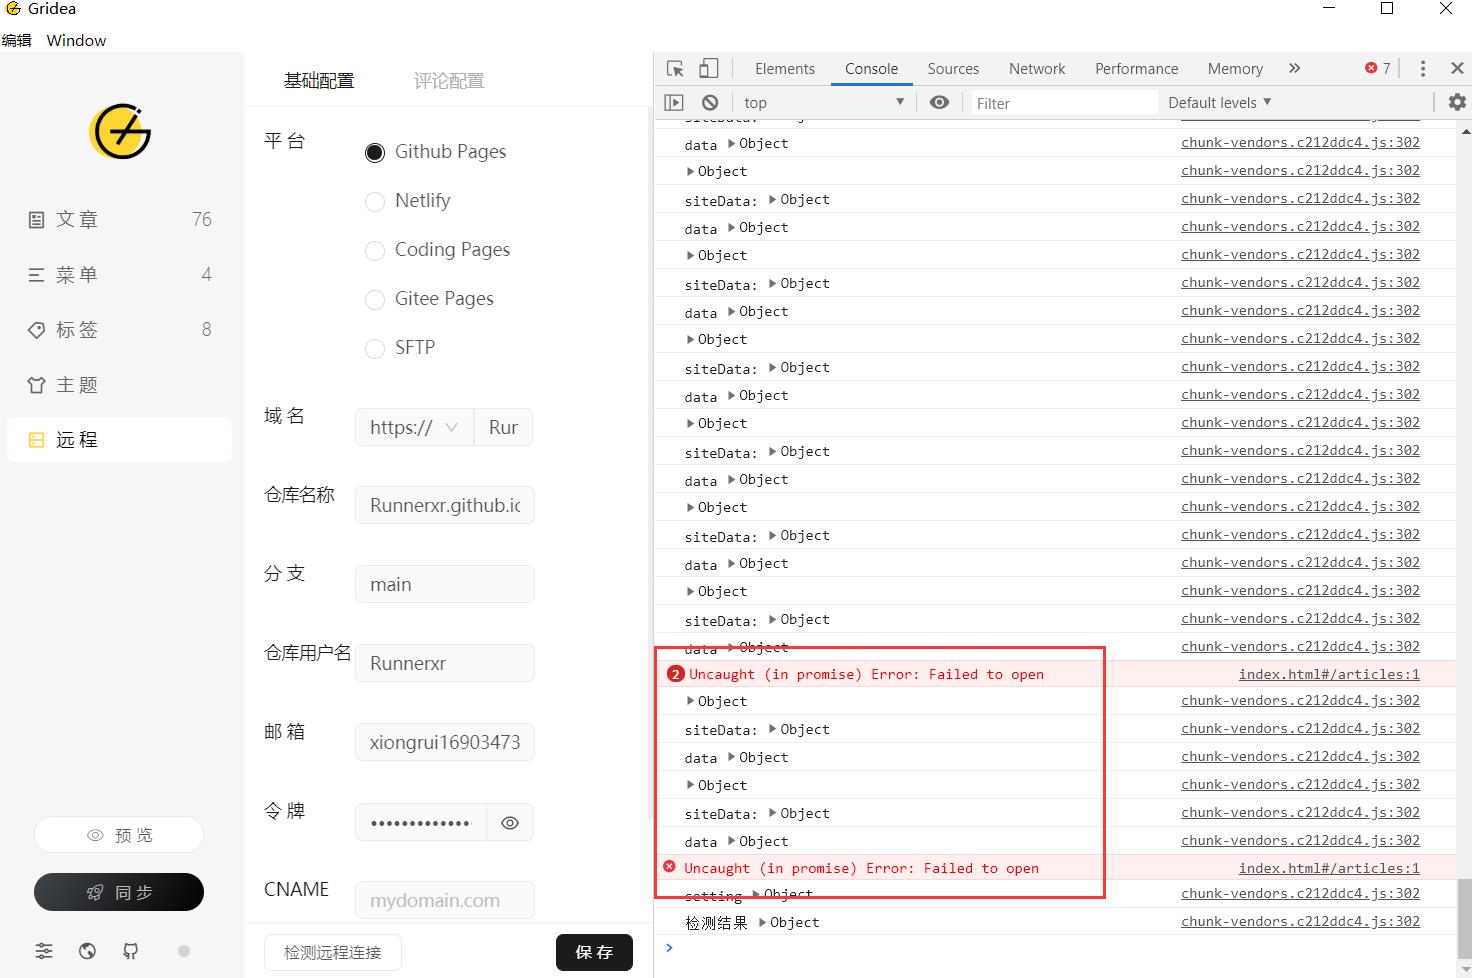 Gridea
编辑 Window
文章 76
菜单 4
标签 8
主题
远程
预览
同步
基础配置 评论配置
平台
Github Pages
Netlify
Coding Pages
Gitee Pages
SFTP
域名 https:// Run
仓库名称 Runnerxr.github.io
分支 main
仓库用户名 Runnerxr
邮箱 xiongrui16903473
令牌 •••••••••••••
CNAME mydomain.com
检测远程连接 保存
Elements Console Sources Network Performance Memory 7
top Filter Default levels
siteData:
data Object chunk-vendors.c212ddc4.js:302
Object chunk-vendors.c212ddc4.js:302
siteData: Object chunk-vendors.c212ddc4.js:302
data Object chunk-vendors.c212ddc4.js:302
Object chunk-vendors.c212ddc4.js:302
siteData: Object chunk-vendors.c212ddc4.js:302
data Object chunk-vendors.c212ddc4.js:302
Object chunk-vendors.c212ddc4.js:302
siteData: Object chunk-vendors.c212ddc4.js:302
data Object chunk-vendors.c212ddc4.js:302
Object chunk-vendors.c212ddc4.js:302
siteData: Object chunk-vendors.c212ddc4.js:302
data Object chunk-vendors.c212ddc4.js:302
Object chunk-vendors.c212ddc4.js:302
siteData: Object chunk-vendors.c212ddc4.js:302
data Object chunk-vendors.c212ddc4.js:302
Object chunk-vendors.c212ddc4.js:302
siteData: Object chunk-vendors.c212ddc4.js:302
data Object chunk-vendors.c212ddc4.js:302
2 Uncaught (in promise) Error: Failed to open index.html#/articles:1
Object chunk-vendors.c212ddc4.js:302
siteData: Object chunk-vendors.c212ddc4.js:302
data Object chunk-vendors.c212ddc4.js:302
Object chunk-vendors.c212ddc4.js:302
siteData: Object chunk-vendors.c212ddc4.js:302
data Object chunk-vendors.c212ddc4.js:302
Uncaught (in promise) Error: Failed to open index.html#/articles:1
setting Object chunk-vendors.c212ddc4.js:302
检测结果 Object chunk-vendors.c212ddc4.js:302